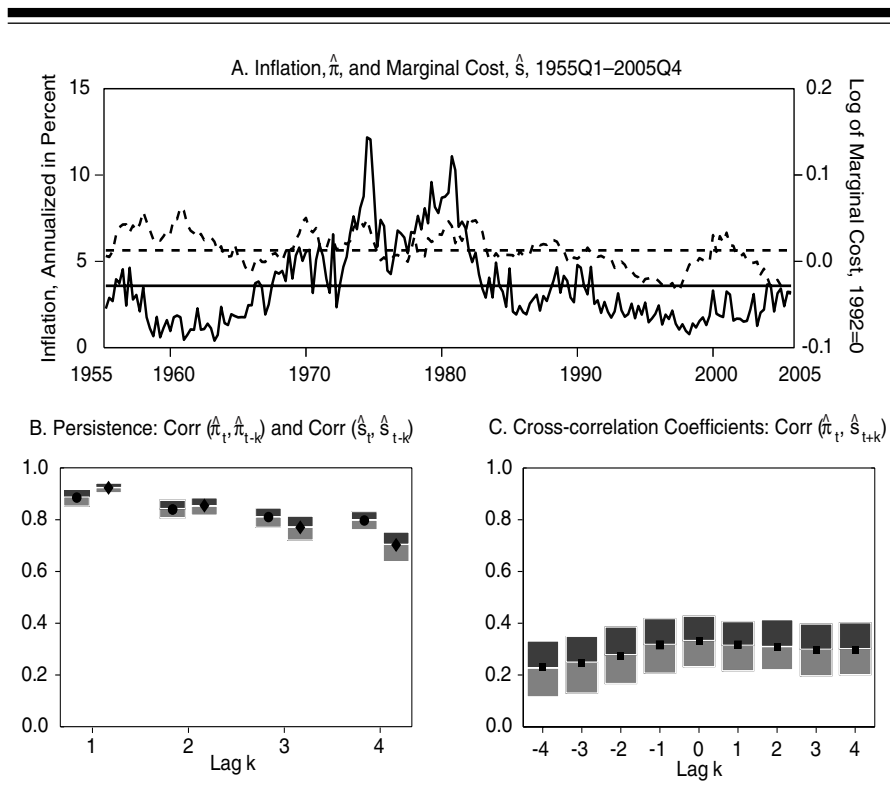 A. Inflation, π̂, and Marginal Cost, ŝ, 1955Q1–2005Q4
Inflation, Annualized in Percent
15
10
5
0
Log of Marginal Cost, 1992=0
0.2
0.1
0.0
-0.1
1955 1960 1970 1980 1990 2000 2005
B. Persistence: Corr (π̂t, π̂t-k) and Corr (ŝt, ŝt-k)
1.0
0.8
0.6
0.4
0.2
0.0
1 2 3 4
Lag k
C. Cross-correlation Coefficients: Corr (π̂t, ŝt+k)
1.0
0.8
0.6
0.4
0.2
0.0
-4 -3 -2 -1 0 1 2 3 4
Lag k